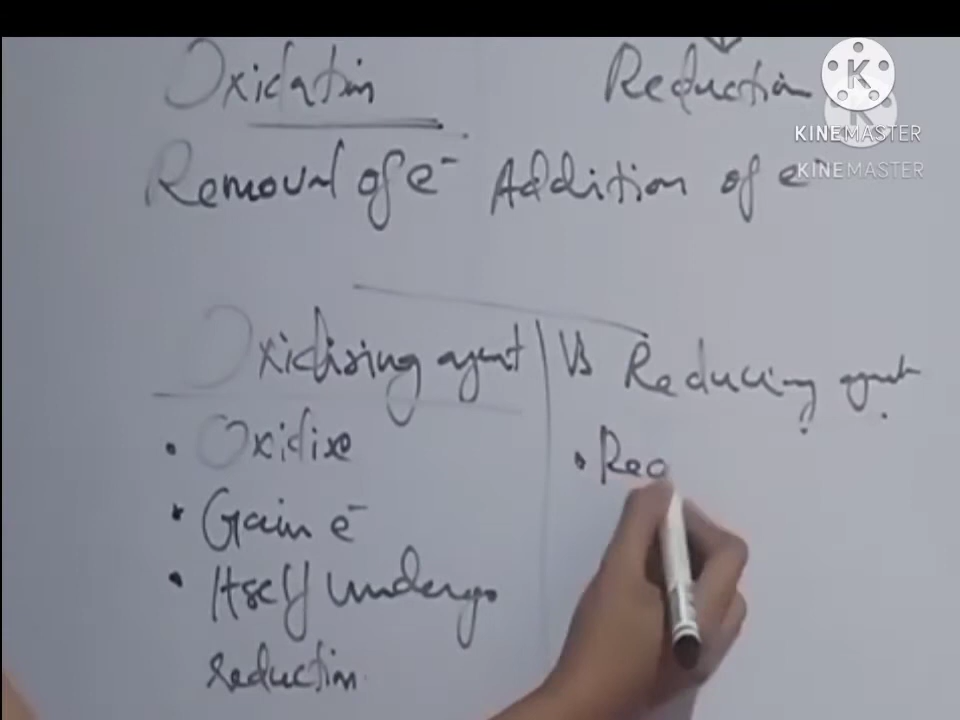 Oxidation Reduction
Removal of e⁻ Addition of e⁻
Oxidising agent Vs Reducing agent
• Oxidise • Red
• Gain e⁻
• Itself undergo
reduction
KINEMASTER
KINEMASTER